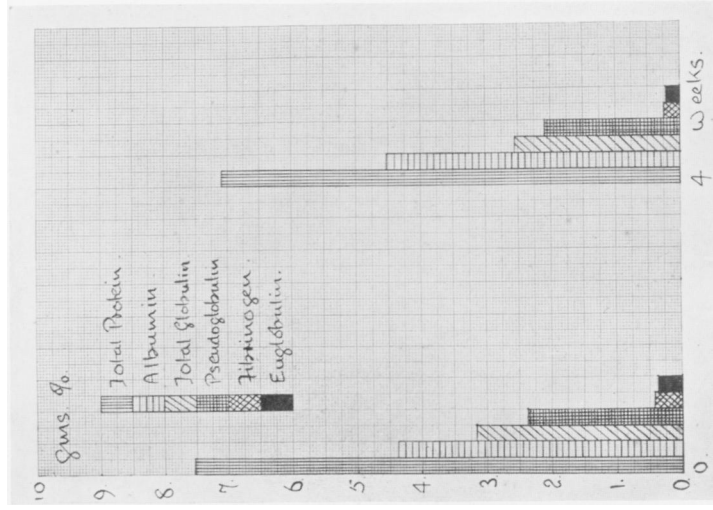 gms %
10
9.
8.
7.
6
5
4.
3.
2.
1.
0.
Total Protein.
Albumin.
Total Globulin
Pseudoglobulin
Fibrinogen.
Euglobulin.
0.
4 Weeks.